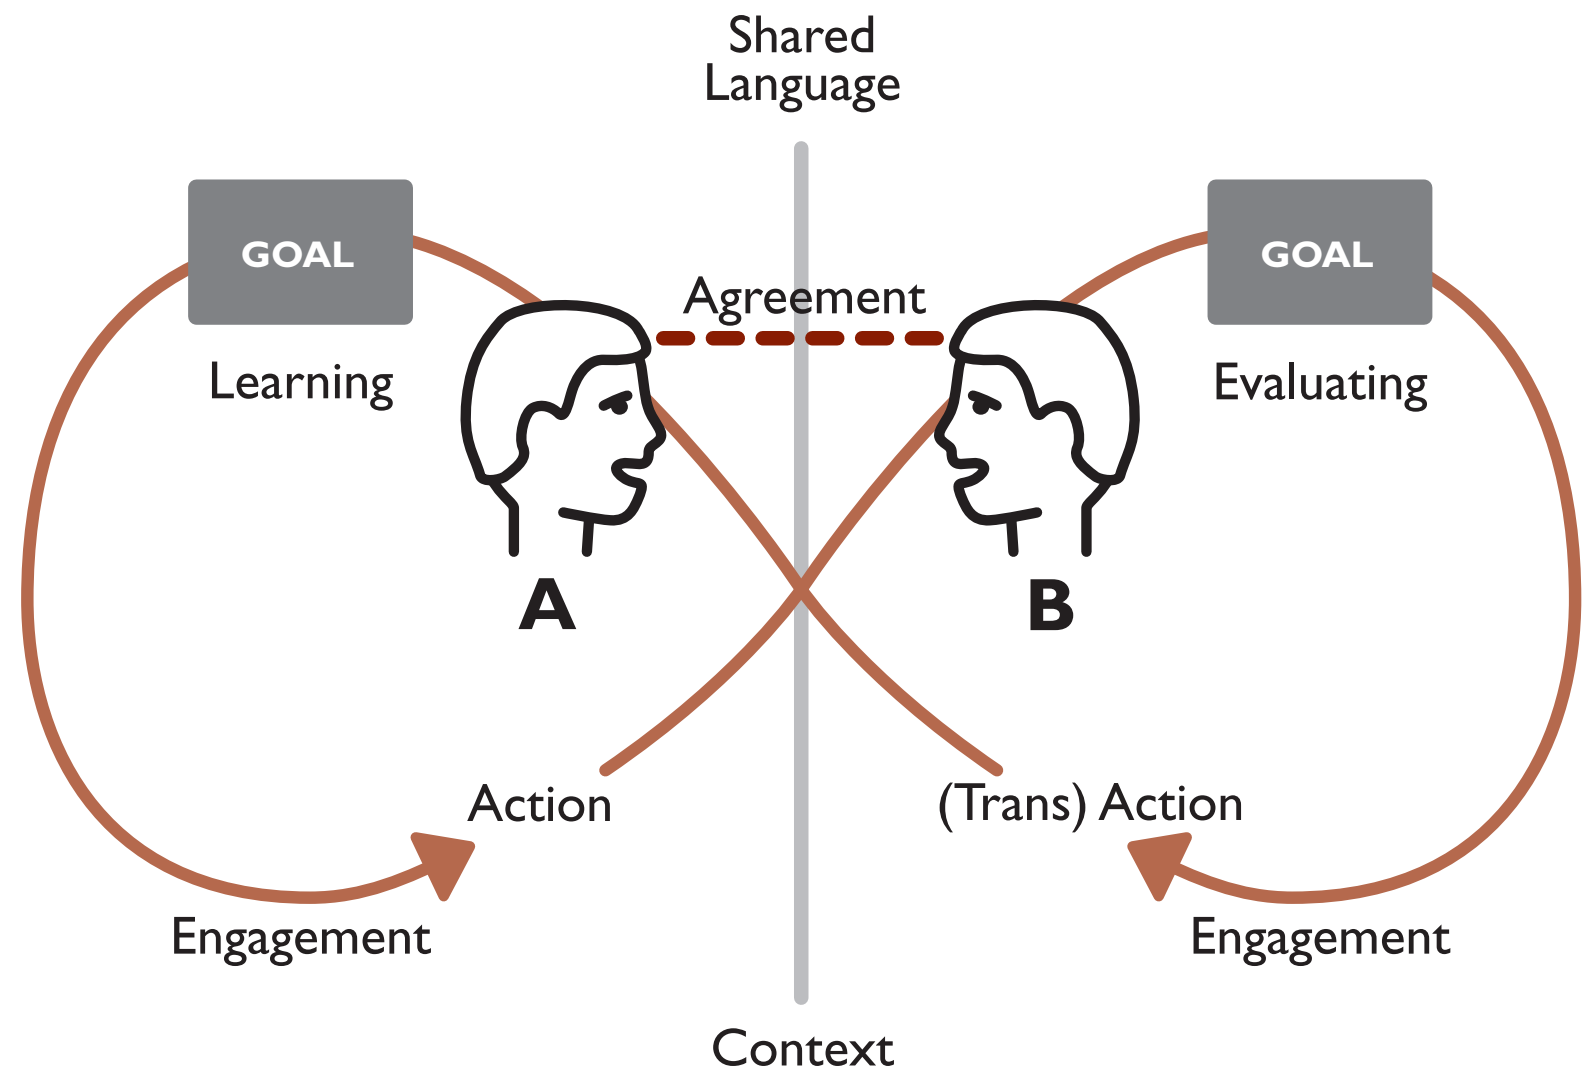 Shared
Language
GOAL
GOAL
Agreement
Learning
Evaluating
A
B
Action
(Trans) Action
Engagement
Engagement
Context